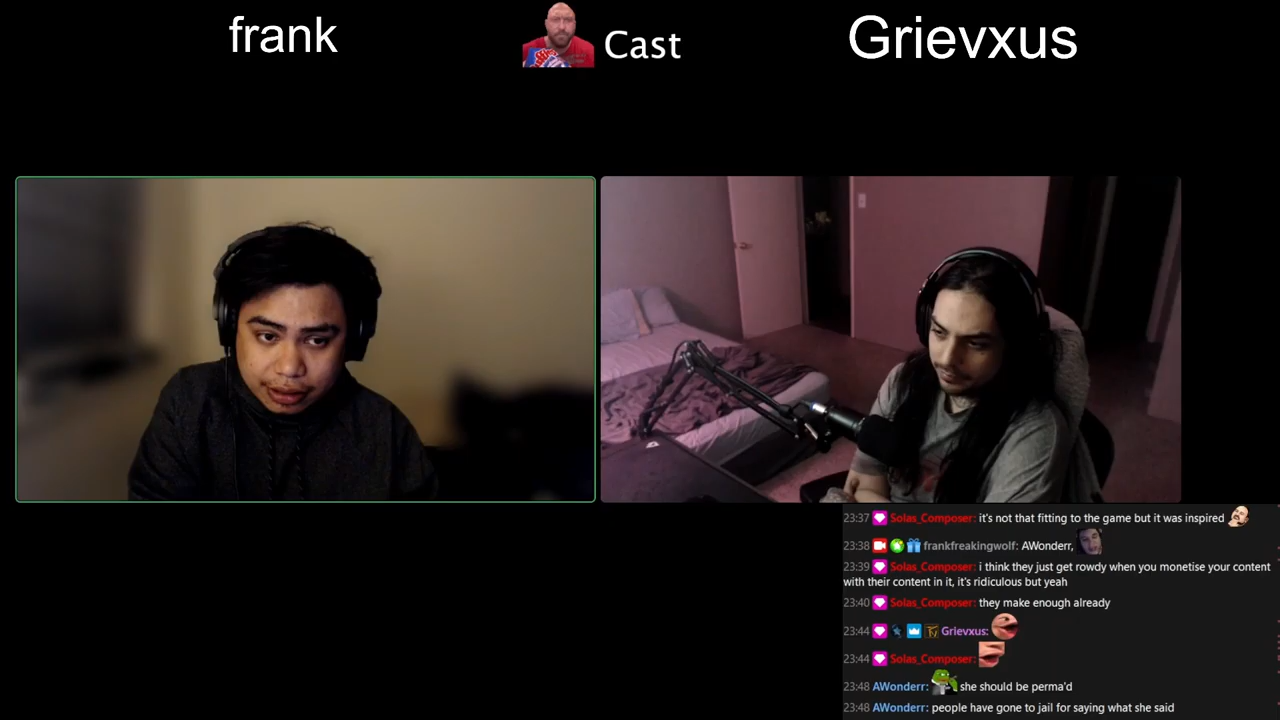 frank
Cast
Grievxus
23:37 Solas_Composer: it's not that fitting to the game but it was inspired
23:38 frankfreakingwolf: AWonderr,
23:39 Solas_Composer: i think they just get rowdy when you monetise your content
with their content in it, it's ridiculous but yeah
23:40 Solas_Composer: they make enough already
23:44 Grievxus:
23:44 Solas_Composer:
23:48 AWonderr: she should be perma'd
23:48 AWonderr: people have gone to jail for saying what she said